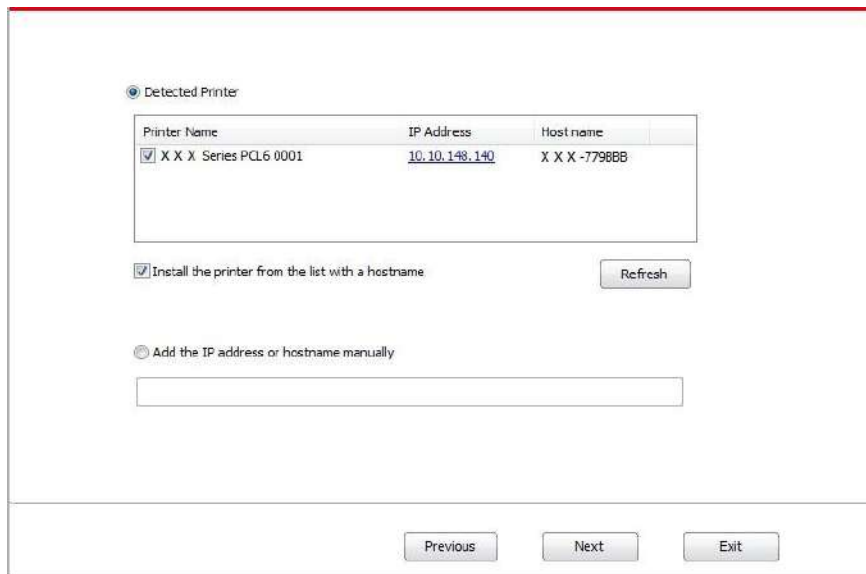 Detected Printer
Printer Name IP Address Host name
X X X Series PCL6 0001 10.10.148.140 X X X -7798BB
Install the printer from the list with a hostname Refresh
Add the IP address or hostname manually
Previous Next Exit